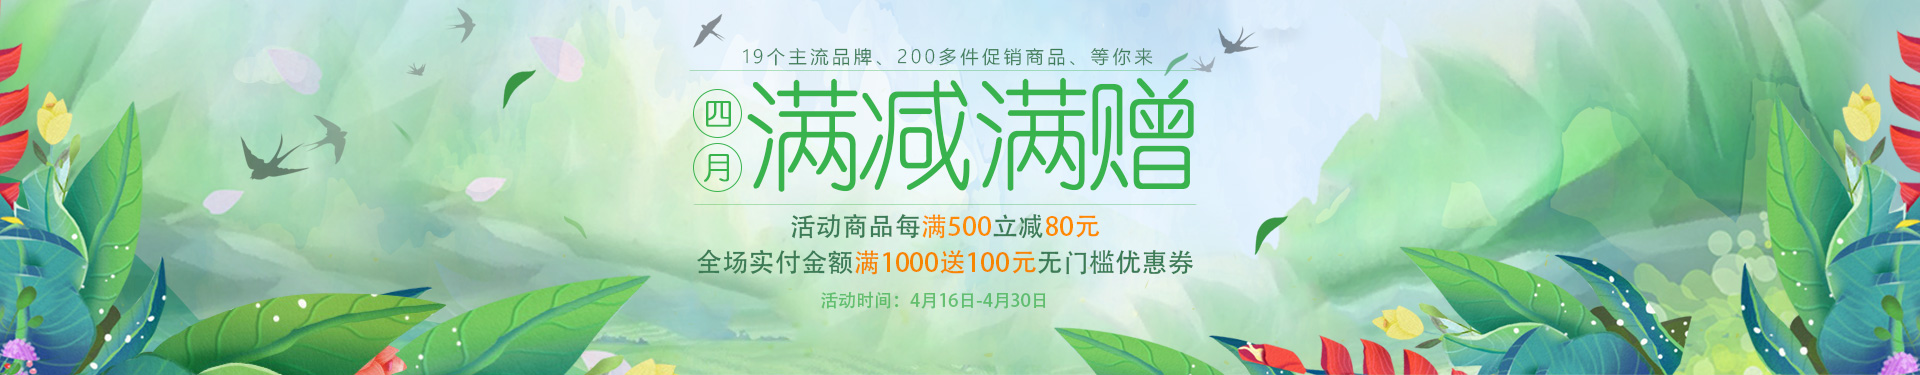 19个主流品牌、200多件促销商品、等你来
四月
满减满赠
活动商品每满500立减80元
全场实付金额满1000送100元无门槛优惠券
活动时间：4月16日-4月30日